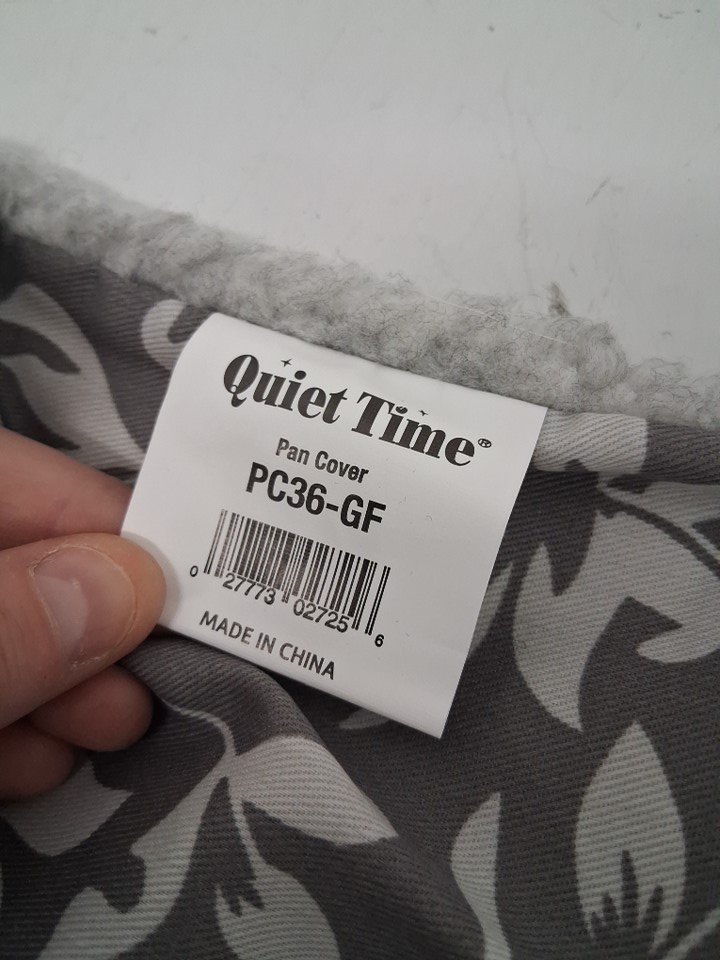 Quiet Time®
Pan Cover
PC36-GF
0 27773 02725 6
MADE IN CHINA